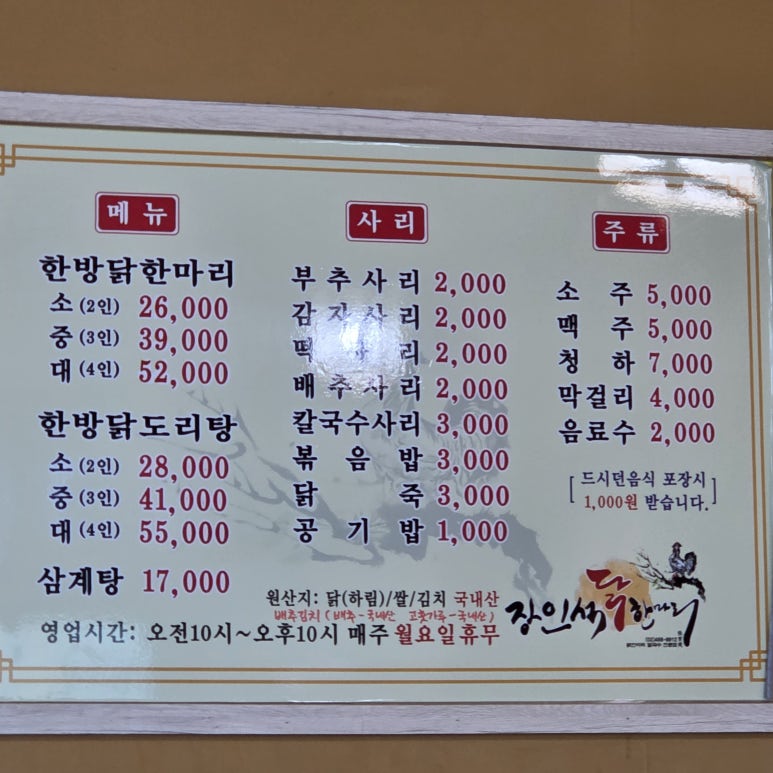 메뉴
한방닭한마리
소 (2인) 26,000
중 (3인) 39,000
대 (4인) 52,000
한방닭도리탕
소 (2인) 28,000
중 (3인) 41,000
대 (4인) 55,000
삼계탕 17,000
사리
부추사리 2,000
감자사리 2,000
떡사리 2,000
배추사리 2,000
칼국수사리 3,000
볶음밥 3,000
닭죽 3,000
공기밥 1,000
주류
소주 5,000
맥주 5,000
청하 7,000
막걸리 4,000
음료수 2,000
[드시던음식 포장시
1,000원 받습니다.]
원산지: 닭(하림)/쌀/김치 국내산
배추김치 (배추-국내산 고춧가루-국내산)
영업시간: 오전10시~오후10시 매주 월요일휴무
장인석닭한마리